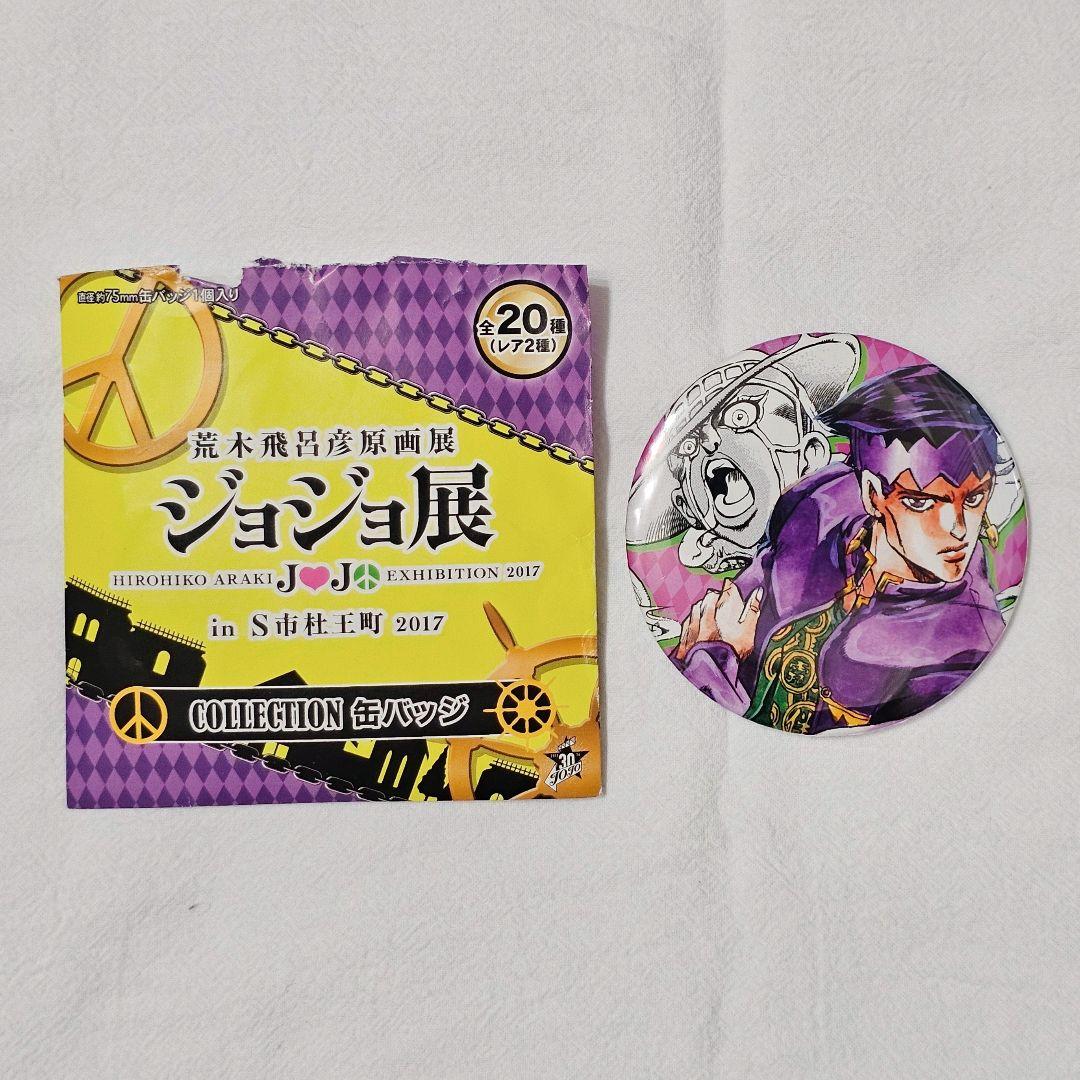 直径約75mm缶バッジ1個入り
全20種
(レア2種)
荒木飛呂彦原画展
ジョジョ展
HIROHIKO ARAKI JOJO EXHIBITION 2017
in S市杜王町 2017
COLLECTION 缶バッジ
30
JOJO